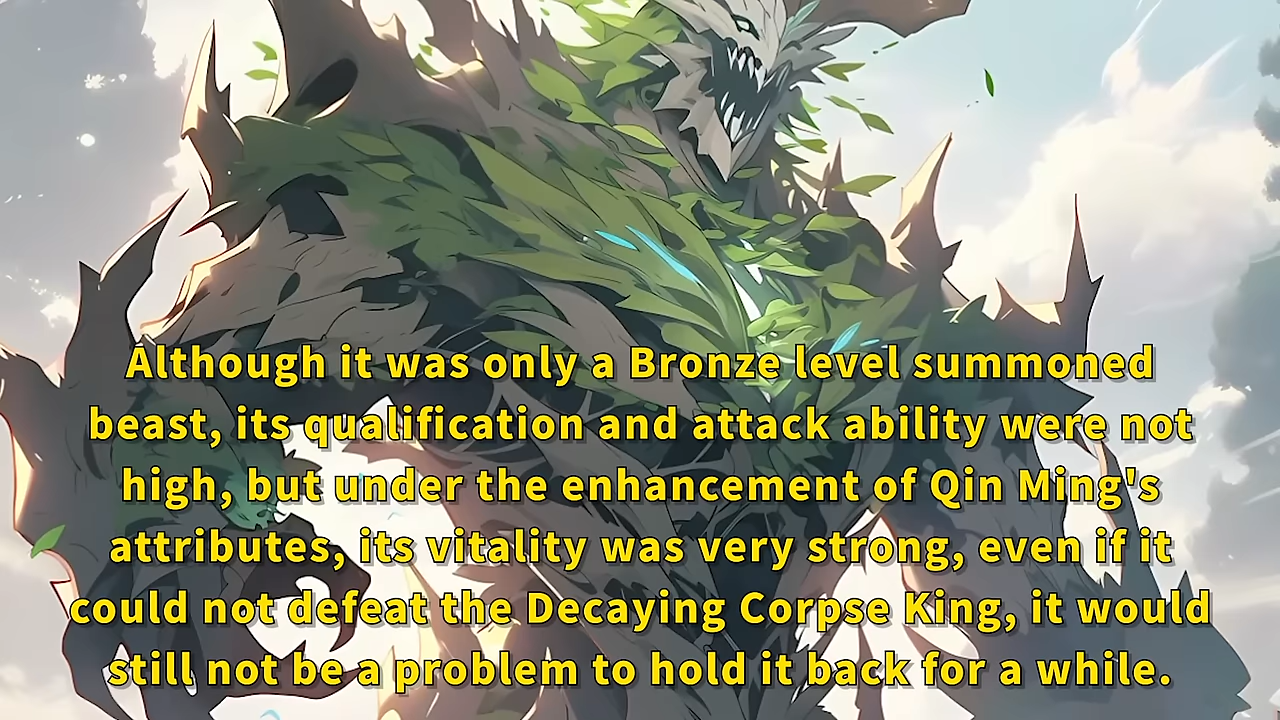 Although it was only a Bronze level summoned
beast, its qualification and attack ability were not
high, but under the enhancement of Qin Ming's
attributes, its vitality was very strong, even if it
could not defeat the Decaying Corpse King, it would
still not be a problem to hold it back for a while.